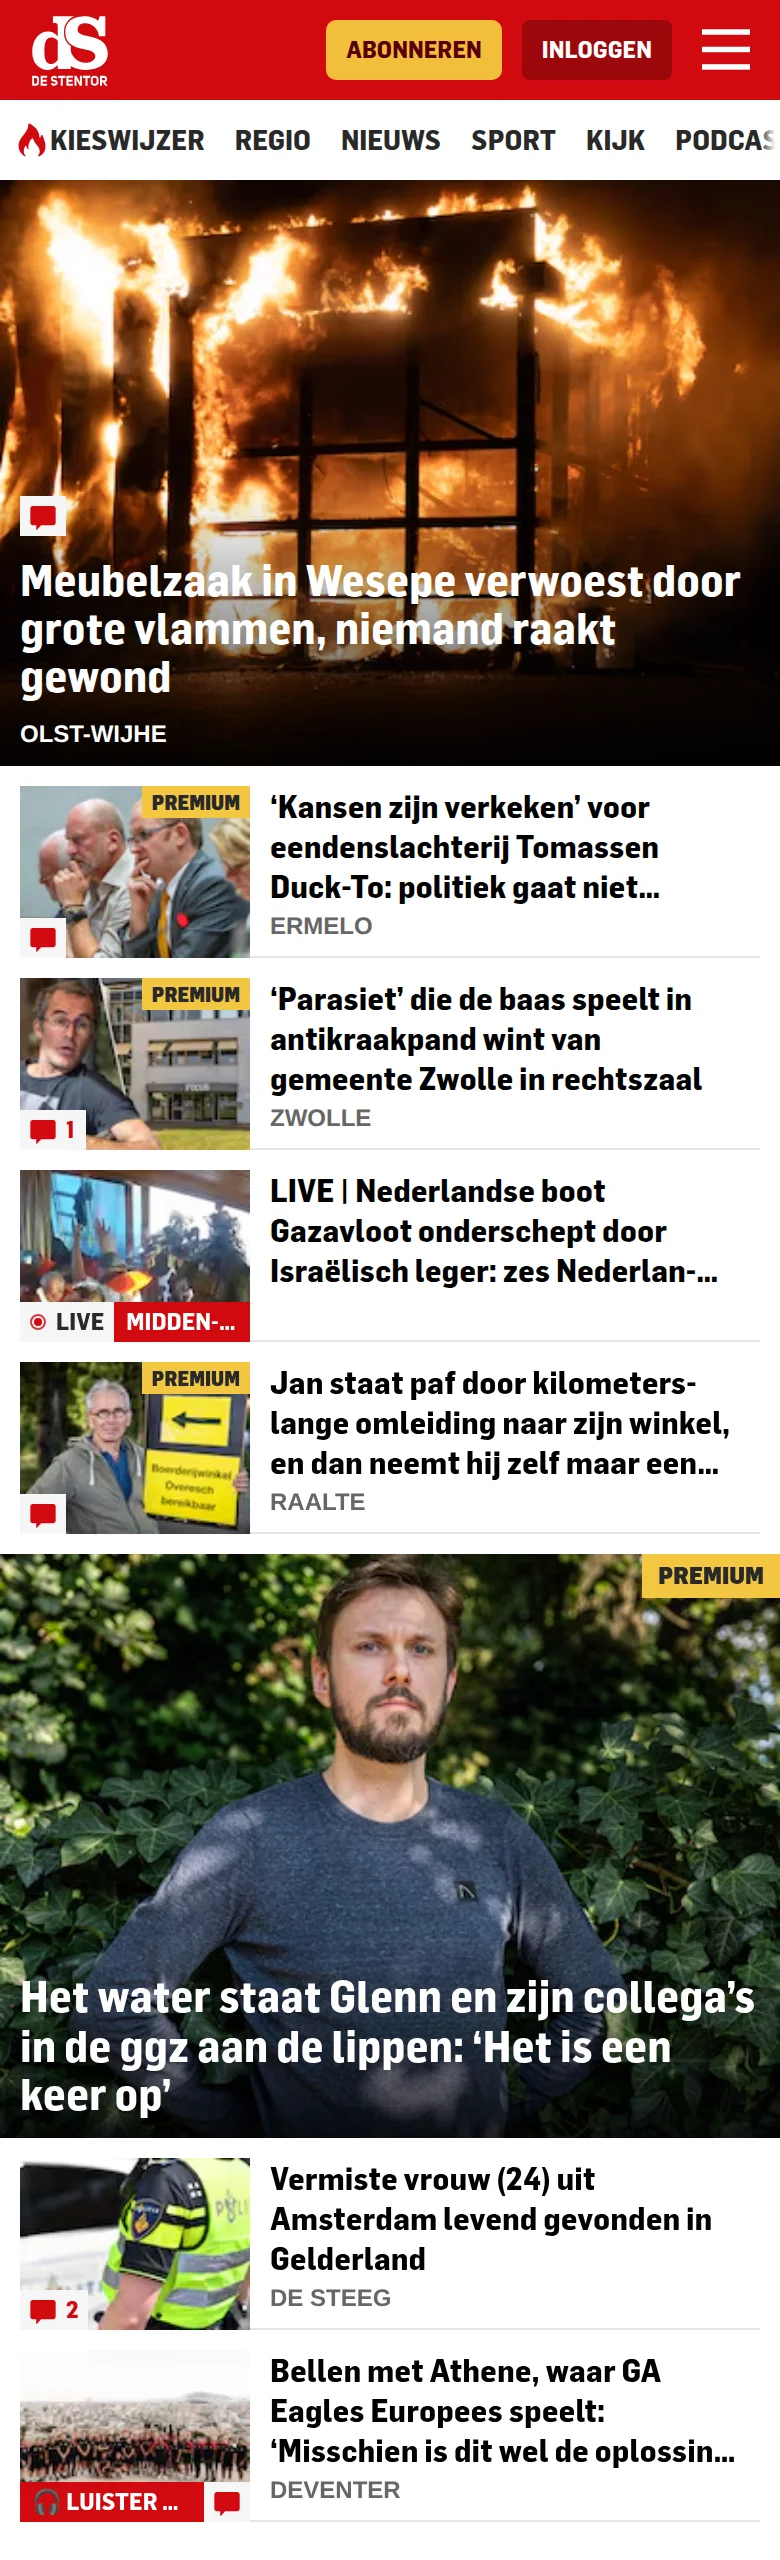 dS
DE STENTOR
ABONNEREN
INLOGGEN
KIESWIJZER REGIO NIEUWS SPORT KIJK PODCAS
Meubelzaak in Wesepe verwoest door
grote vlammen, niemand raakt
gewond
OLST-WIJHE
PREMIUM
‘Kansen zijn verkeken’ voor
eendenslachterij Tomassen
Duck-To: politiek gaat niet...
ERMELO
PREMIUM
FOCUS
1
‘Parasiet’ die de baas speelt in
antikraakpand wint van
gemeente Zwolle in rechtszaal
ZWOLLE
LIVE
MIDDEN-...
LIVE | Nederlandse boot
Gazavloot onderschept door
Israëlisch leger: zes Nederlan-...
PREMIUM
Boerderijwinkel
Overesch
bereikbaar
Jan staat paf door kilometers-
lange omleiding naar zijn winkel,
en dan neemt hij zelf maar een...
RAALTE
PREMIUM
Het water staat Glenn en zijn collega’s
in de ggz aan de lippen: ‘Het is een
keer op’
POLI
2
Vermiste vrouw (24) uit
Amsterdam levend gevonden in
Gelderland
DE STEEG
LUISTER ...
Bellen met Athene, waar GA
Eagles Europees speelt:
‘Misschien is dit wel de oplossin...
DEVENTER